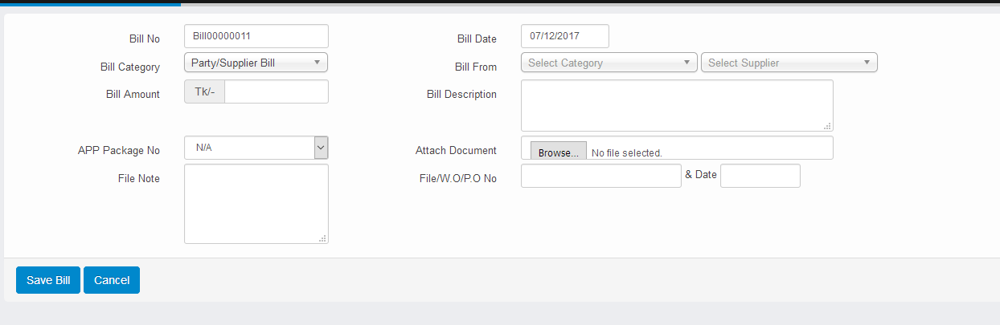 Bill No Bill00000011 Bill Date 07/12/2017
Bill Category Party/Supplier Bill Bill From Select Category Select Supplier
Bill Amount Tk/- Bill Description
APP Package No N/A Attach Document Browse... No file selected.
File Note File/W.O/P.O No & Date
Save Bill Cancel